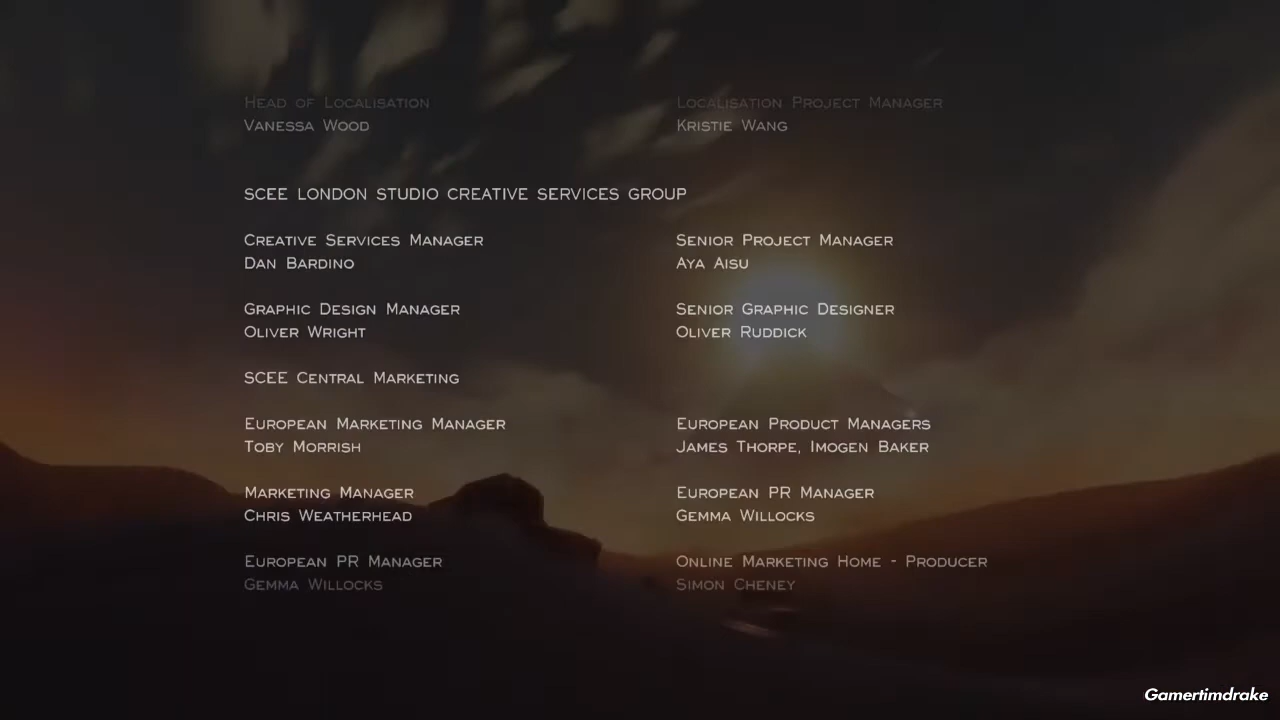 Head of Localisation
Vanessa Wood
Localisation Project Manager
Kristie Wang
SCEE LONDON STUDIO CREATIVE SERVICES GROUP
Creative Services Manager
Dan Bardino
Senior Project Manager
Aya Aisu
Graphic Design Manager
Oliver Wright
Senior Graphic Designer
Oliver Ruddick
SCEE Central Marketing
European Marketing Manager
Toby Morrish
European Product Managers
James Thorpe, Imogen Baker
Marketing Manager
Chris Weatherhead
European PR Manager
Gemma Willocks
European PR Manager
Gemma Willocks
Online Marketing Home - Producer
Simon Cheney
Gamertimdrake